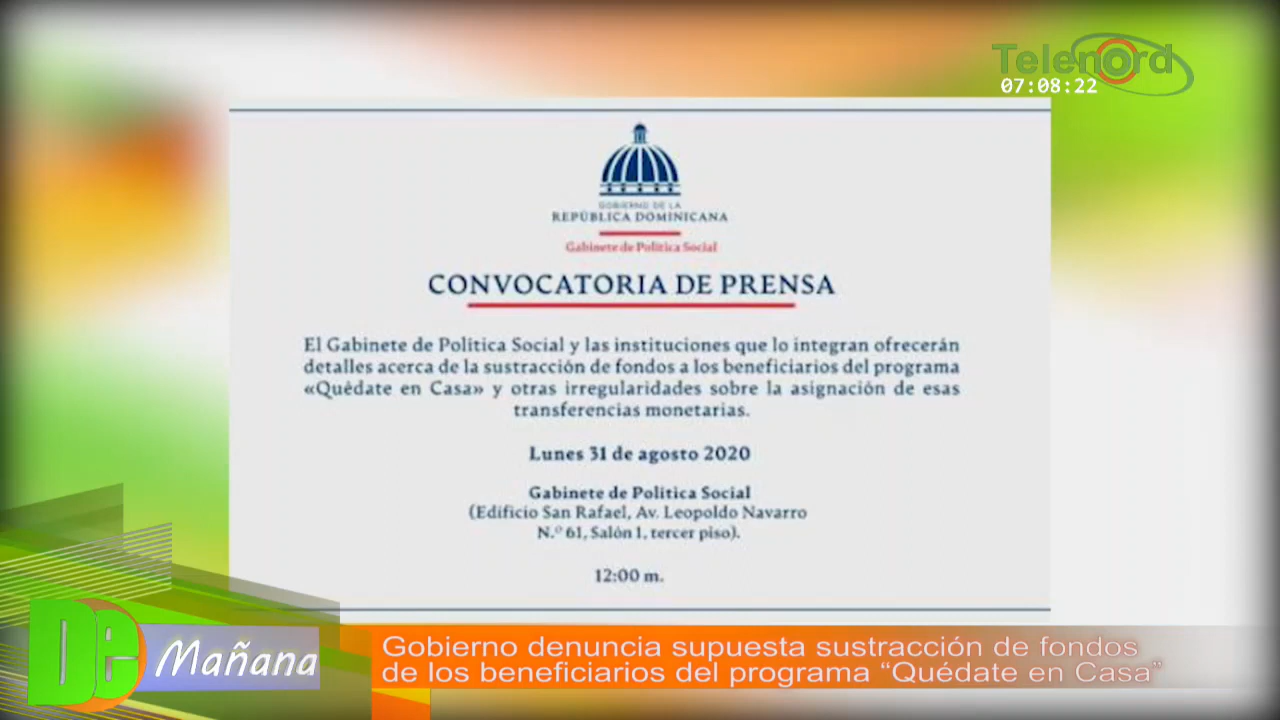 Telenord
07:08:22
GOBIERNO DE LA
REPÚBLICA DOMINICANA
Gabinete de Política Social
CONVOCATORIA DE PRENSA
El Gabinete de Política Social y las instituciones que lo integran ofrecerán
detalles acerca de la sustracción de fondos a los beneficiarios del programa
«Quédate en Casa» y otras irregularidades sobre la asignación de esas
transferencias monetarias.
Lunes 31 de agosto 2020
Gabinete de Política Social
(Edificio San Rafael, Av. Leopoldo Navarro
N.º 61, Salón 1, tercer piso).
12:00 m.
De Mañana
Gobierno denuncia supuesta sustracción de fondos
de los beneficiarios del programa “Quédate en Casa”